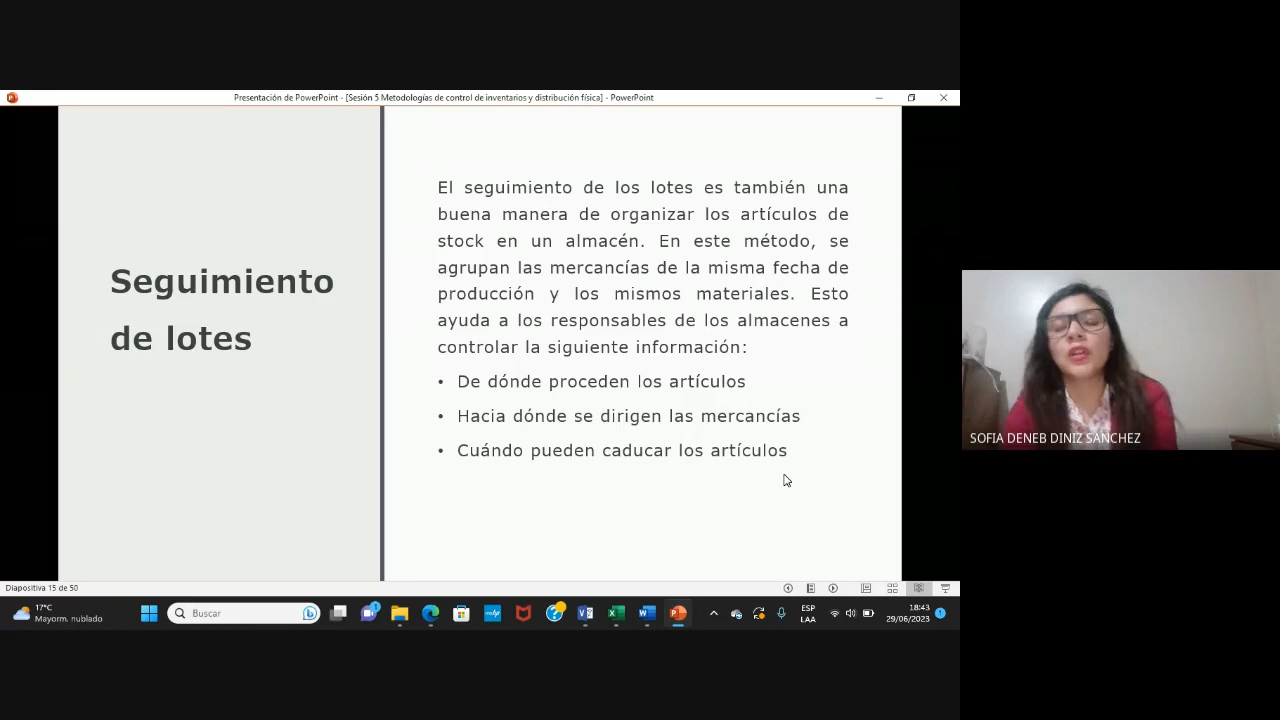 Presentación de PowerPoint - [Sesión 5 Metodologías de control de inventarios y distribución física] - PowerPoint
Seguimiento
de lotes
El seguimiento de los lotes es también una
buena manera de organizar los artículos de
stock en un almacén. En este método, se
agrupan las mercancías de la misma fecha de
producción y los mismos materiales. Esto
ayuda a los responsables de los almacenes a
controlar la siguiente información:
• De dónde proceden los artículos
• Hacia dónde se dirigen las mercancías
• Cuándo pueden caducar los artículos
SOFIA DENEB DINIZ SANCHEZ
Diapositiva 15 de 50
17°C
Mayorm. nublado
Buscar
ESP
LAA
18:43
29/06/2023